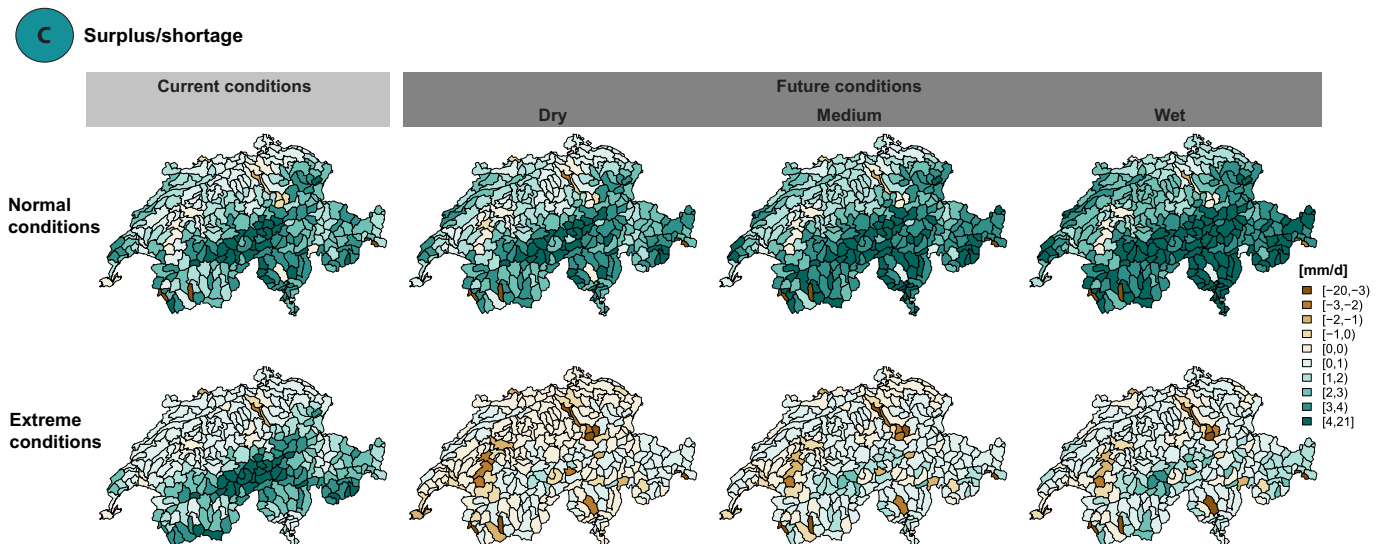 C Surplus/shortage
Current conditions
Future conditions
Dry Medium Wet
Normal
conditions
[mm/d]
[−20,−3)
[−3,−2)
[−2,−1)
[−1,0)
[0,0)
[0,1)
[1,2)
[2,3)
[3,4)
[4,21]
Extreme
conditions